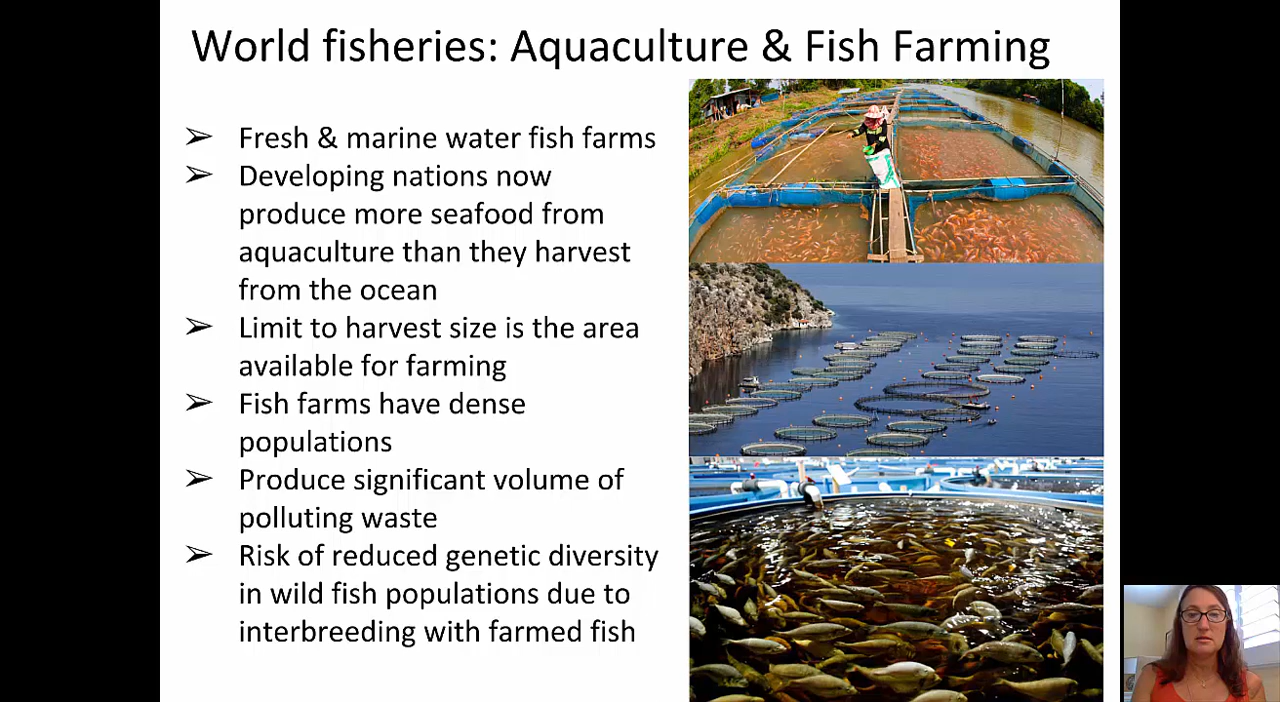 World fisheries: Aquaculture & Fish Farming
➢ Fresh & marine water fish farms
➢ Developing nations now
produce more seafood from
aquaculture than they harvest
from the ocean
➢ Limit to harvest size is the area
available for farming
➢ Fish farms have dense
populations
➢ Produce significant volume of
polluting waste
➢ Risk of reduced genetic diversity
in wild fish populations due to
interbreeding with farmed fish